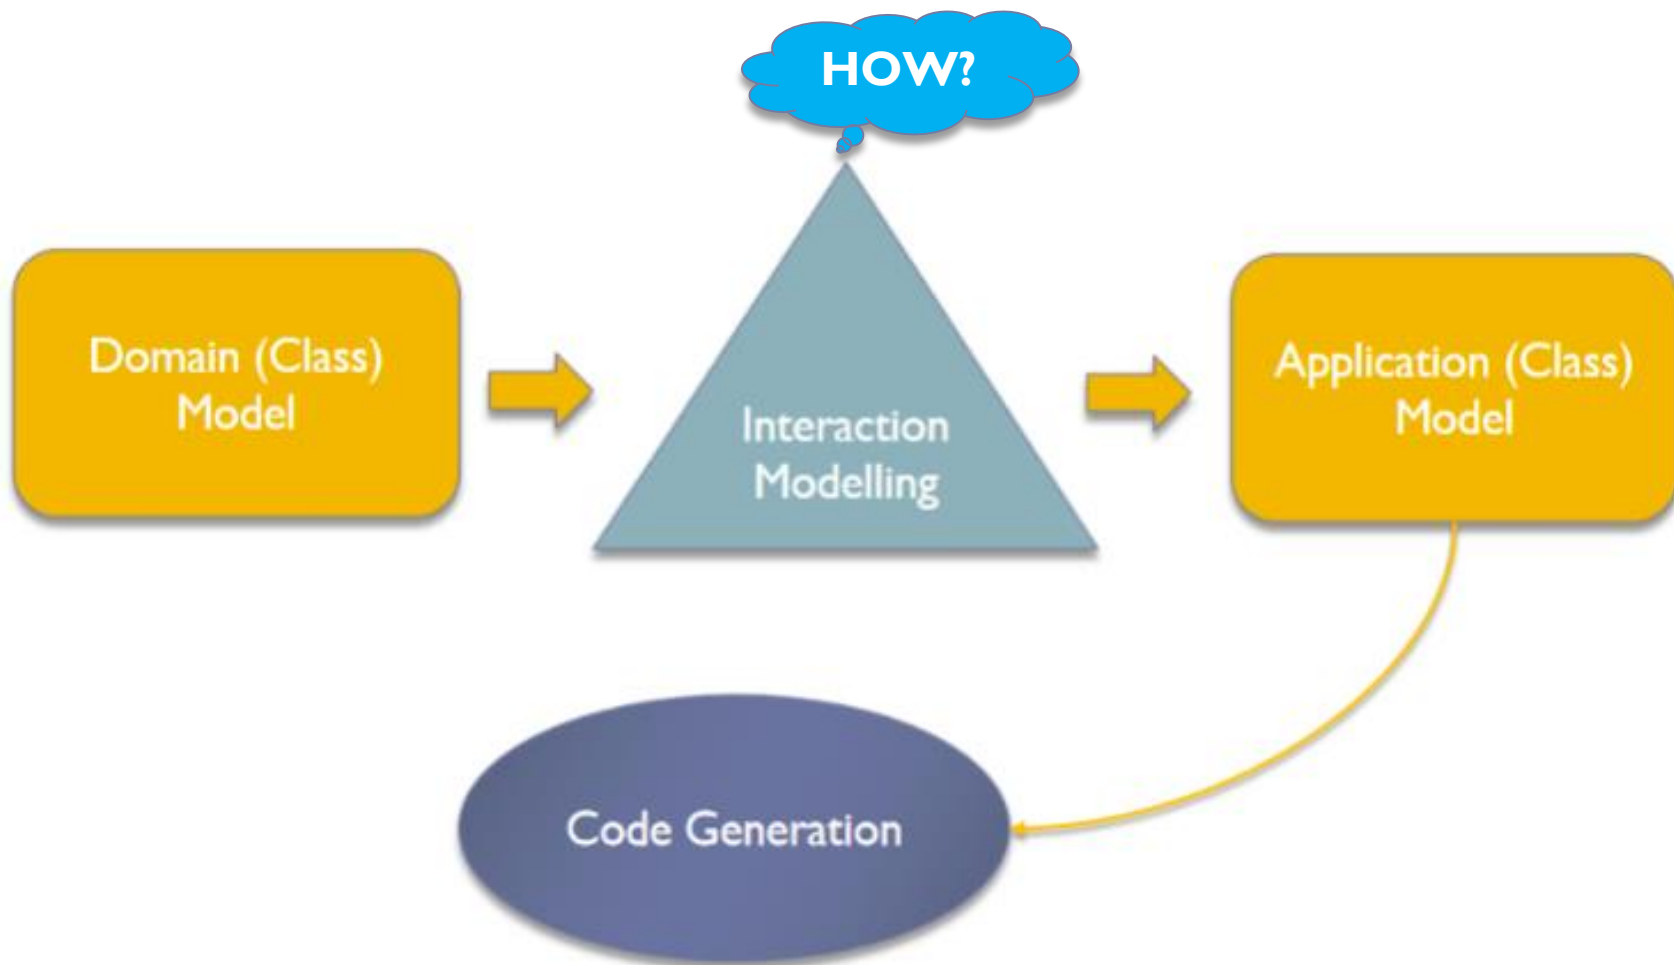 HOW?
Domain (Class)
Model
Interaction
Modelling
Application (Class)
Model
Code Generation